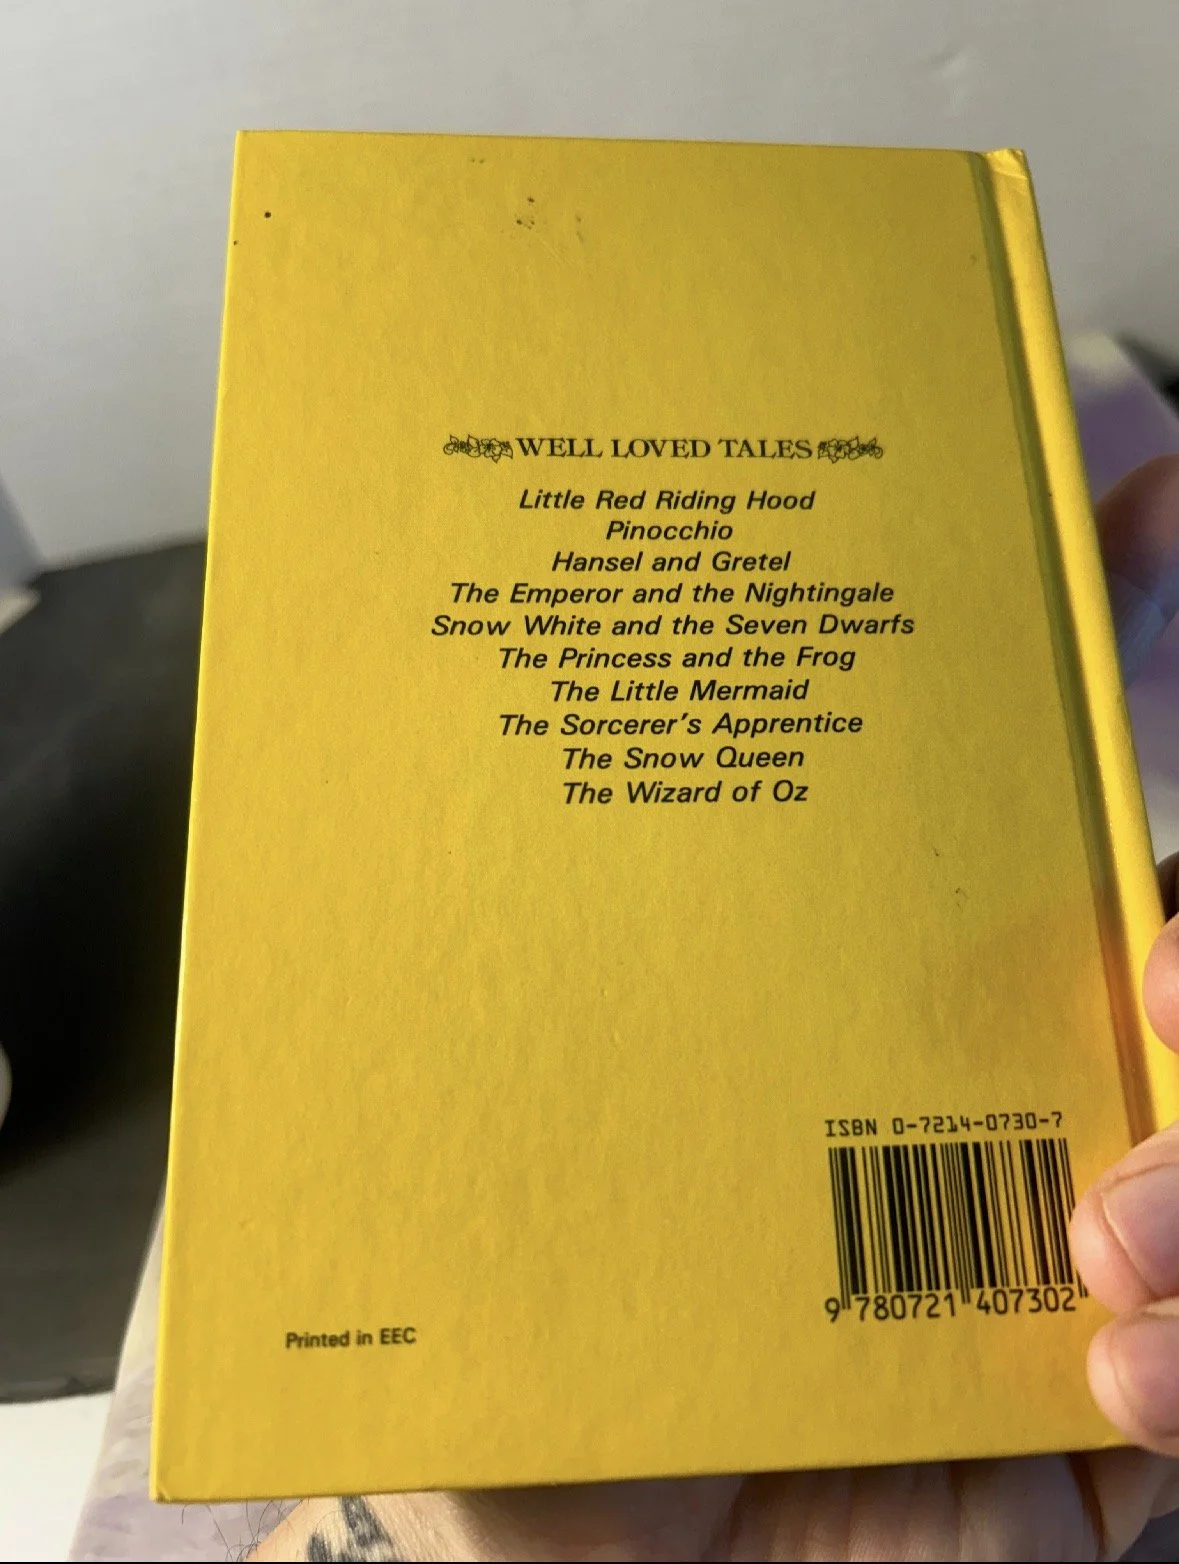 WELL LOVED TALES
Little Red Riding Hood
Pinocchio
Hansel and Gretel
The Emperor and the Nightingale
Snow White and the Seven Dwarfs
The Princess and the Frog
The Little Mermaid
The Sorcerer's Apprentice
The Snow Queen
The Wizard of Oz
ISBN 0-7214-0730-7
9 780721 407302
Printed in EEC